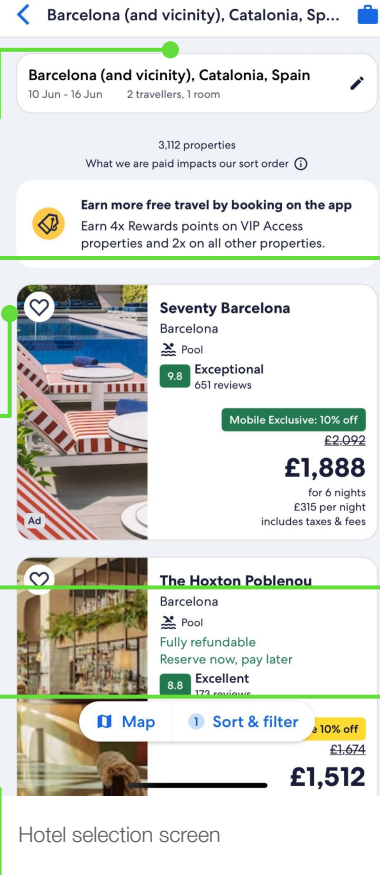 Barcelona (and vicinity), Catalonia, Sp...
Barcelona (and vicinity), Catalonia, Spain
10 Jun - 16 Jun 2 travellers, 1 room
3,112 properties
What we are paid impacts our sort order
Earn more free travel by booking on the app
Earn 4x Rewards points on VIP Access
properties and 2x on all other properties.
Seventy Barcelona
Barcelona
Pool
9.8 Exceptional
651 reviews
Mobile Exclusive: 10% off
£2,092
£1,888
for 6 nights
£315 per night
includes taxes & fees
Ad
The Hoxton Poblenou
Barcelona
Pool
Fully refundable
Reserve now, pay later
8.8 Excellent
173 reviews
Map 1 Sort & filter
10% off
£1,674
£1,512
Hotel selection screen